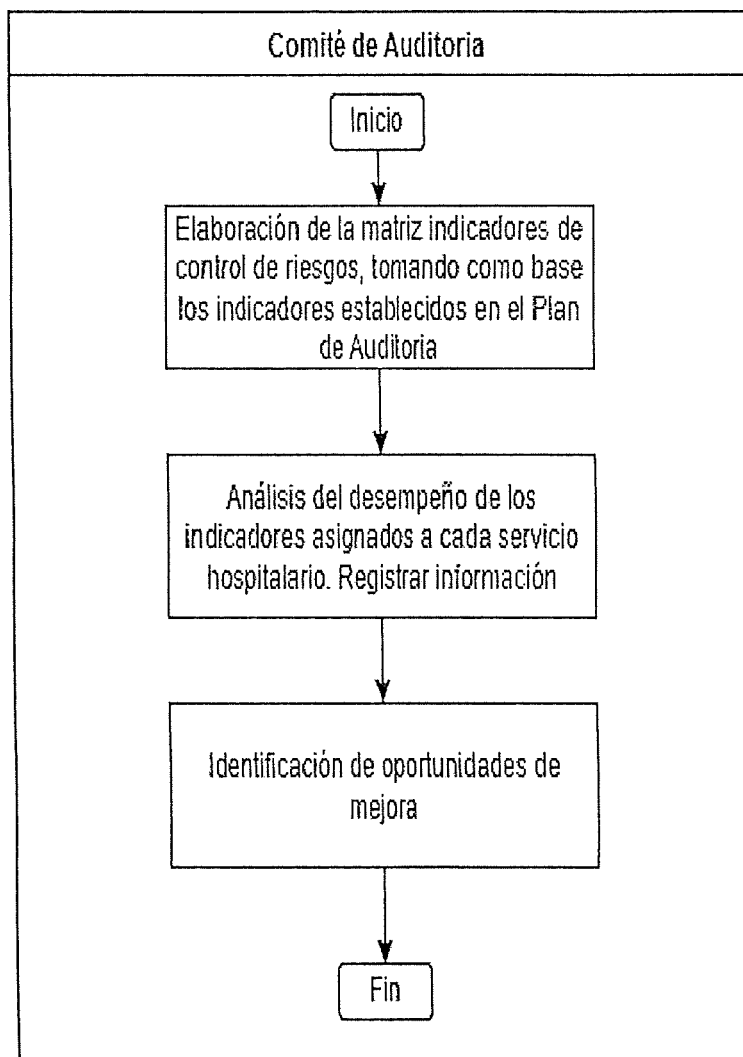 Comité de Auditoria
Inicio
Elaboración de la matriz indicadores de
control de riesgos, tomando como base
los indicadores establecidos en el Plan
de Auditoria
Análisis del desempeño de los
indicadores asignados a cada servicio
hospitalario. Registrar información
Identificación de oportunidades de
mejora
Fin